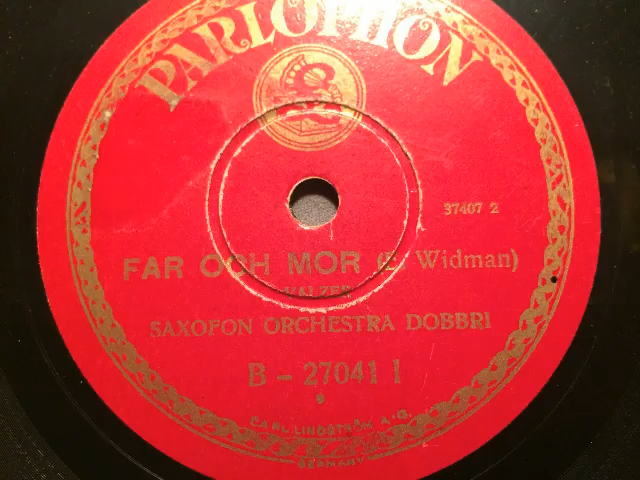 PARLOPHON
37407 2
FAR OCH MOR (E. Widman)
VALZER
SAXOFON ORCHESTRA DOBBRI
B - 27041 I
CARL LINDSTRÖM A.G.
GERMANY